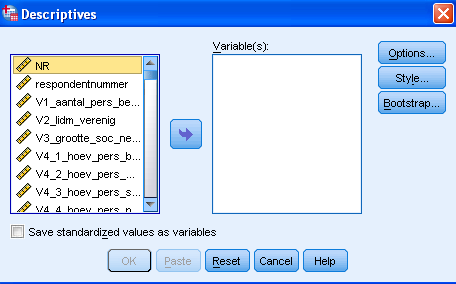 Descriptives
Variable(s):
NR
respondentnummer
V1_aantal_pers_be...
V2_lidm_verenig
V3_grootte_soc_ne...
V4_1_hoev_pers_b...
V4_2_hoev_pers_...
V4_3_hoev_pers_s...
V4_4_hoev_pers_n...
Options...
Style...
Bootstrap...
Save standardized values as variables
OK Paste Reset Cancel Help